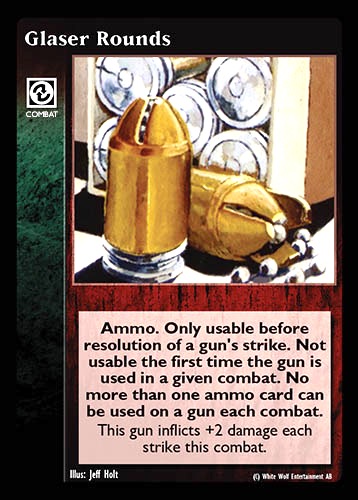 Glaser Rounds
COMBAT
Ammo. Only usable before
resolution of a gun's strike. Not
usable the first time the gun is
used in a given combat. No
more than one ammo card can
be used on a gun each combat.
This gun inflicts +2 damage each
strike this combat.
Illus: Jeff Holt
(C) White Wolf Entertainment AB